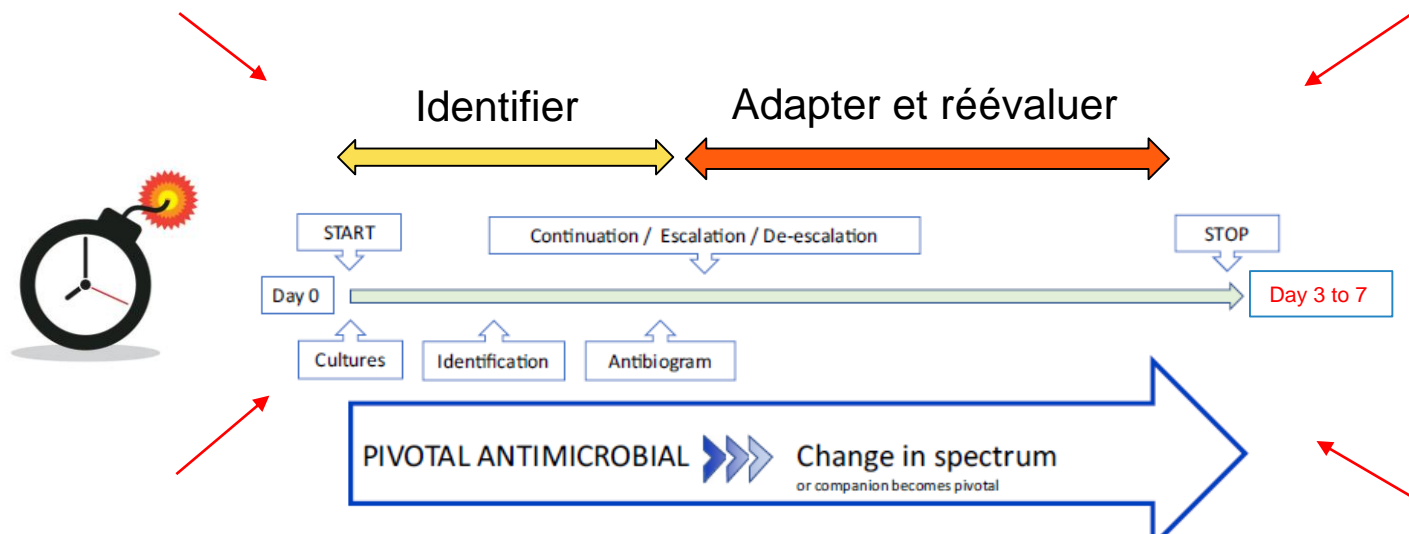 Identifier
Adapter et réévaluer
START
Continuation / Escalation / De-escalation
STOP
Day 0
Day 3 to 7
Cultures
Identification
Antibiogram
PIVOTAL ANTIMICROBIAL
Change in spectrum
or companion becomes pivotal